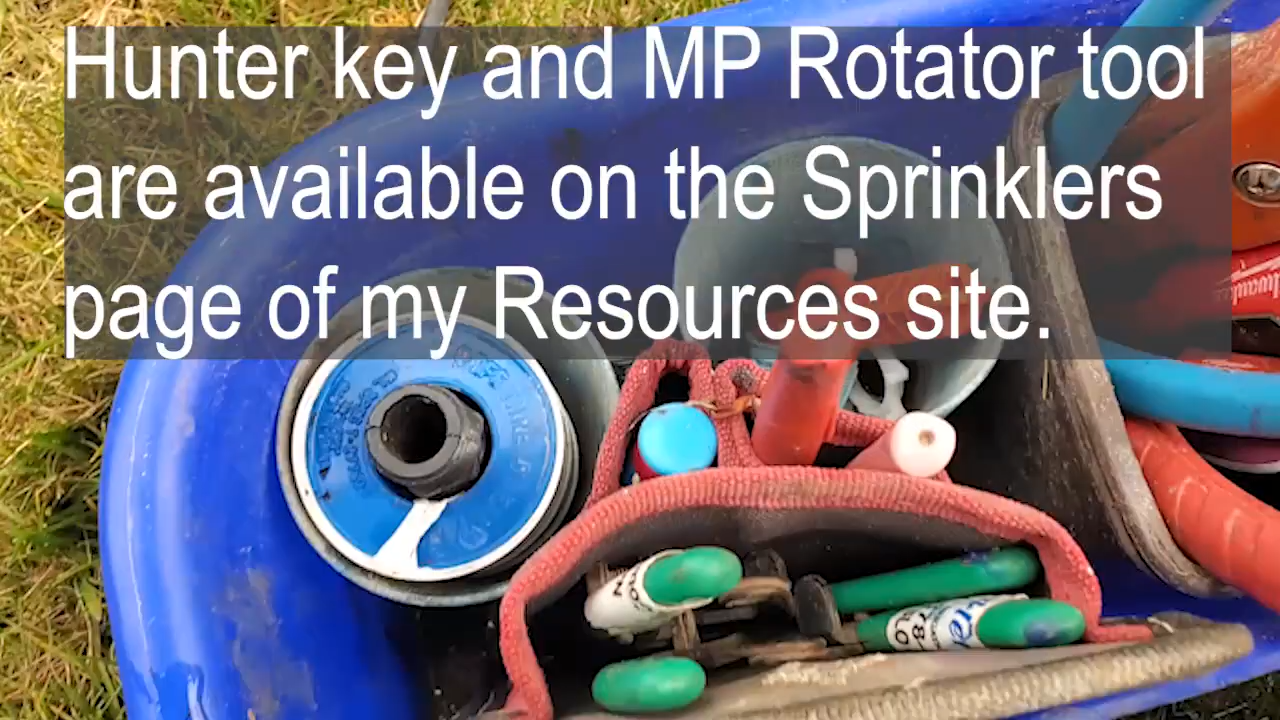 Hunter key and MP Rotator tool
are available on the Sprinklers
page of my Resources site.